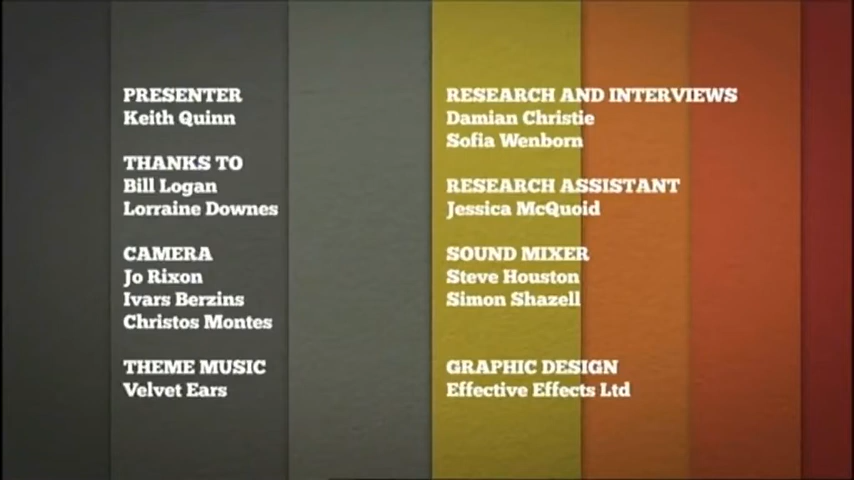 PRESENTER
Keith Quinn
THANKS TO
Bill Logan
Lorraine Downes
CAMERA
Jo Rixon
Ivars Berzins
Christos Montes
THEME MUSIC
Velvet Ears
RESEARCH AND INTERVIEWS
Damian Christie
Sofia Wenborn
RESEARCH ASSISTANT
Jessica McQuoid
SOUND MIXER
Steve Houston
Simon Shazell
GRAPHIC DESIGN
Effective Effects Ltd